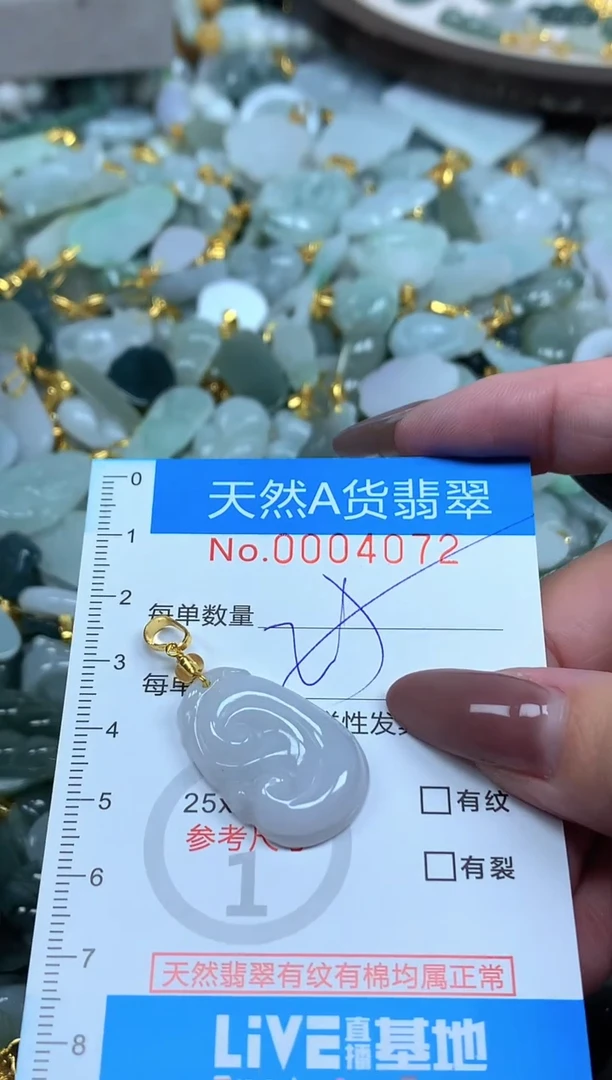 0
天然A货翡翠
No.0004072
1
2
每单数量
3
每单
4
性发
25x
5
有纹
参考尺寸
1
6
有裂
7
天然翡翠有纹有棉均属正常
LiVE直播基地
8